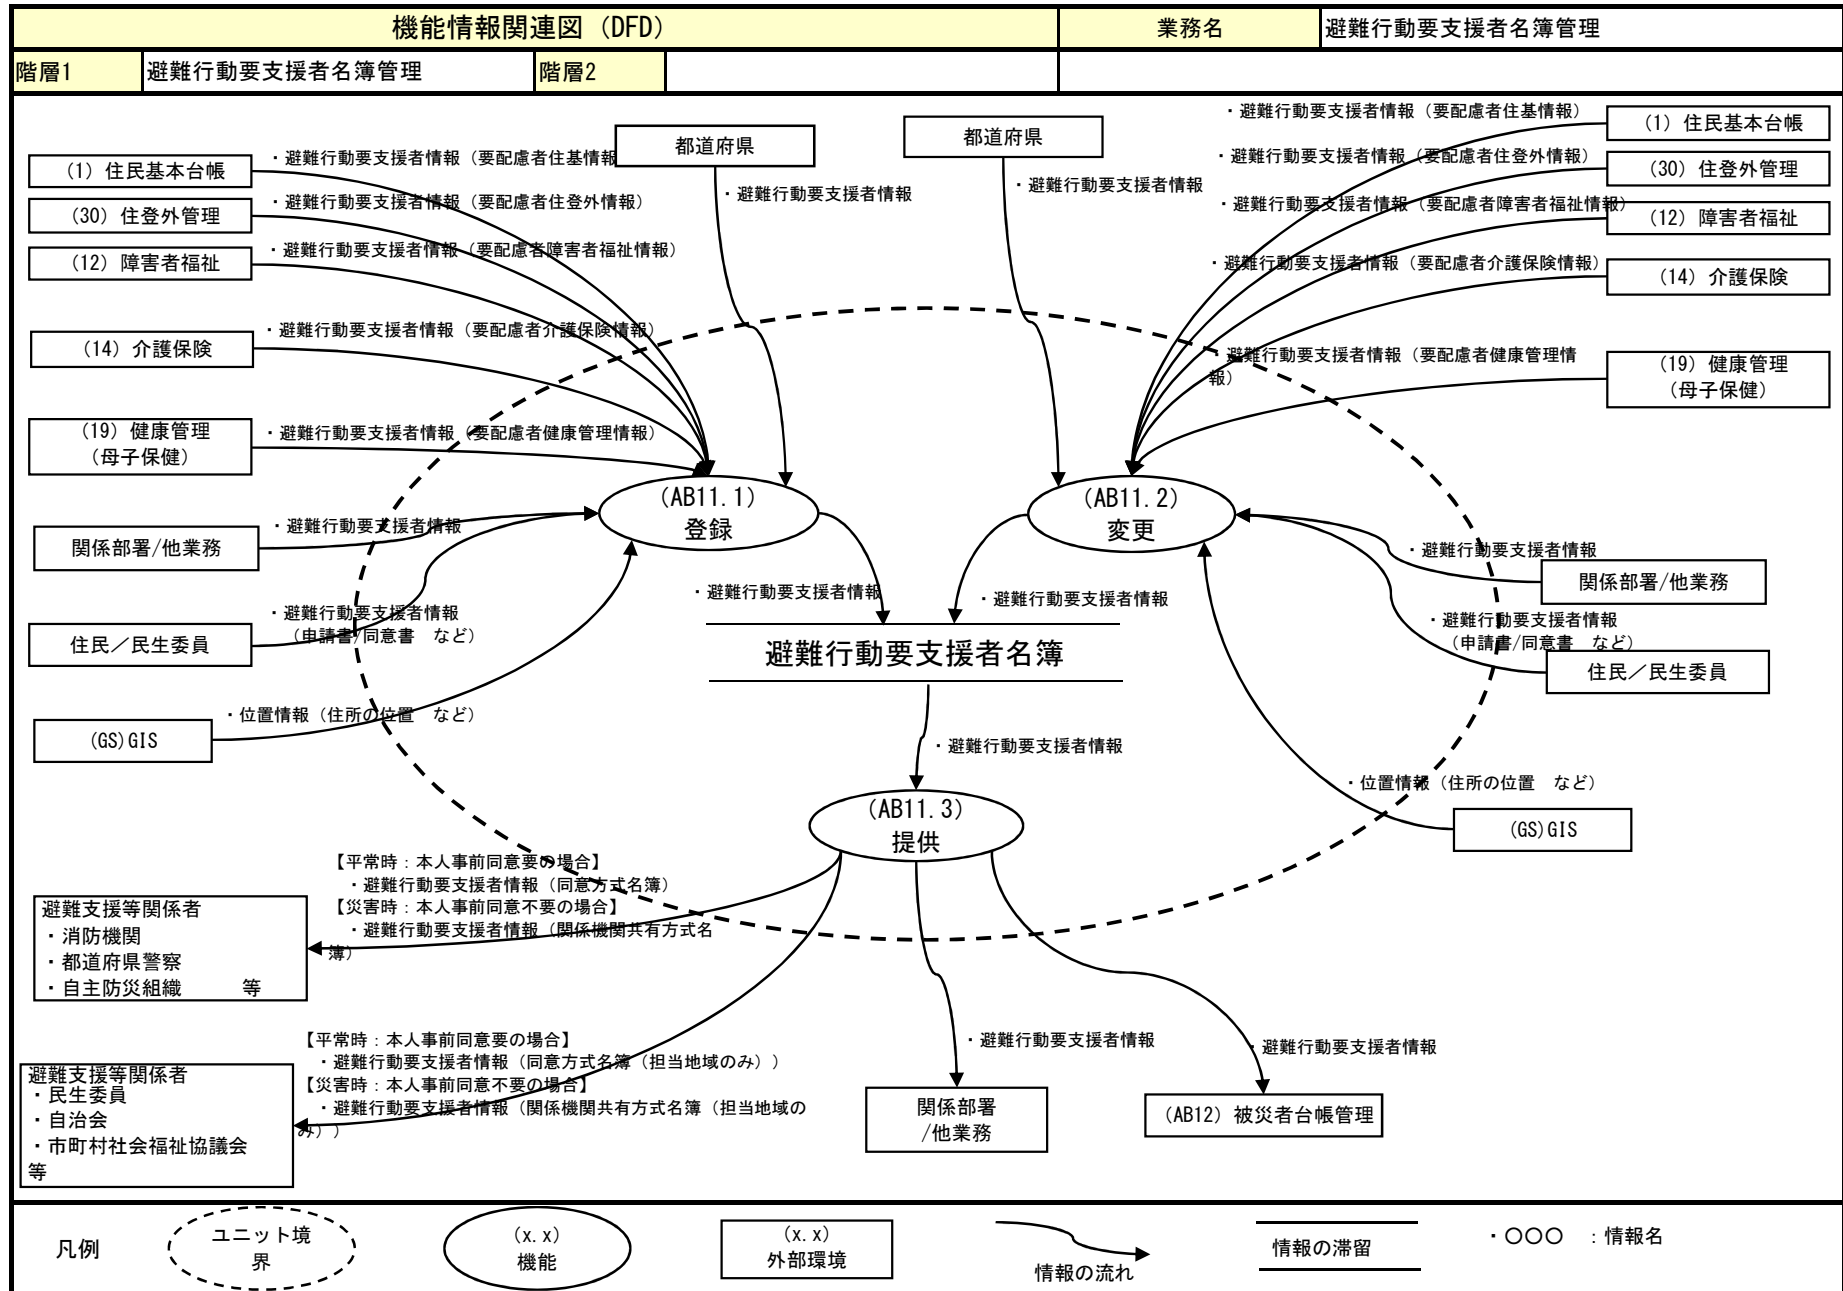 機能情報関連図（DFD）
業務名
避難行動要支援者名簿管理
階層1
避難行動要支援者名簿管理
階層2
(1) 住民基本台帳
(30) 住登外管理
(12) 障害者福祉
(14) 介護保険
(19) 健康管理
(母子保健)
関係部署/他業務
住民／民生委員
(GS)GIS
・避難行動要支援者情報（要配慮者住基情報
・避難行動要支援者情報（要配慮者住登外情報）
・避難行動要支援者情報（要配慮者障害者福祉情報）
・避難行動要支援者情報（要配慮者介護保険情報）
・避難行動要支援者情報（要配慮者健康管理情報）
・避難行動要支援者情報
・避難行動要支援者情報
（申請書/同意書　など）
・位置情報（住所の位置　など）
都道府県
・避難行動要支援者情報
都道府県
・避難行動要支援者情報
・避難行動要支援者情報（要配慮者住基情報）
・避難行動要支援者情報（要配慮者住登外情報）
・避難行動要支援者情報（要配慮者障害者福祉情報）
・避難行動要支援者情報（要配慮者介護保険情報）
・避難行動要支援者情報（要配慮者健康管理情
報）
(1) 住民基本台帳
(30) 住登外管理
(12) 障害者福祉
(14) 介護保険
(19) 健康管理
(母子保健)
(AB11.1)
登録
(AB11.2)
変更
・避難行動要支援者情報
関係部署/他業務
・避難行動要支援者情報
（申請書/同意書　など）
住民／民生委員
・位置情報（住所の位置　など）
(GS)GIS
・避難行動要支援者情報
・避難行動要支援者情報
避難行動要支援者名簿
・避難行動要支援者情報
(AB11.3)
提供
【平常時：本人事前同意要の場合】
・避難行動要支援者情報（同意方式名簿）
【災害時：本人事前同意不要の場合】
・避難行動要支援者情報（関係機関共有方式名
簿）
避難支援等関係者
・消防機関
・都道府県警察
・自主防災組織　　　等
【平常時：本人事前同意要の場合】
・避難行動要支援者情報（同意方式名簿（担当地域のみ））
【災害時：本人事前同意不要の場合】
・避難行動要支援者情報（関係機関共有方式名簿（担当地域の
み））
避難支援等関係者
・民生委員
・自治会
・市町村社会福祉協議会
等
・避難行動要支援者情報
関係部署
/他業務
・避難行動要支援者情報
(AB12) 被災者台帳管理
凡例
ユニット境
界
(x.x)
機能
(x.x)
外部環境
情報の流れ
情報の滞留
・○○○　：情報名